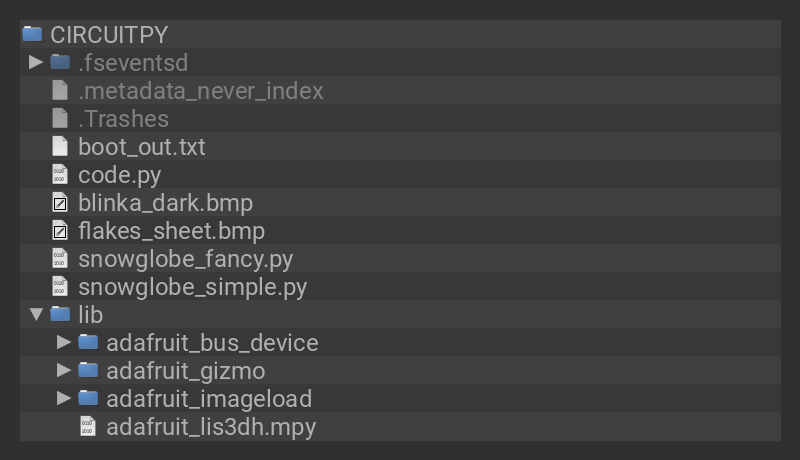 CIRCUITPY
.fseventsd
.metadata_never_index
.Trashes
boot_out.txt
code.py
blinka_dark.bmp
flakes_sheet.bmp
snowglobe_fancy.py
snowglobe_simple.py
lib
adafruit_bus_device
adafruit_gizmo
adafruit_imageload
adafruit_lis3dh.mpy